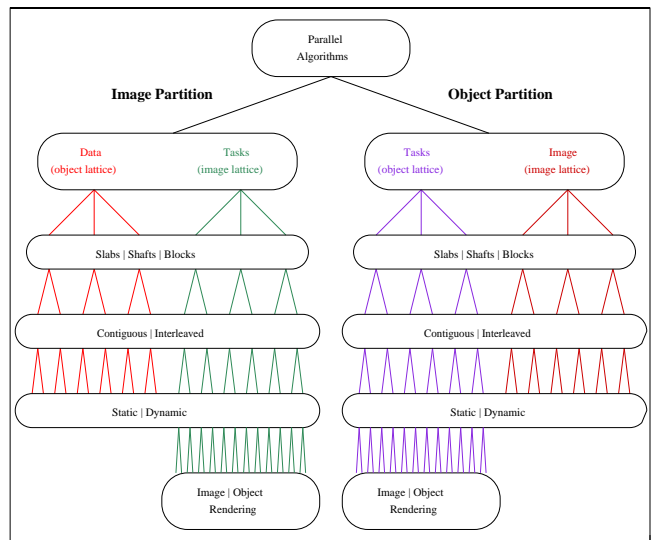 Parallel
Algorithms
Image Partition
Object Partition
Data
(object lattice)
Tasks
(image lattice)
Tasks
(object lattice)
Image
(image lattice)
Slabs | Shafts | Blocks
Slabs | Shafts | Blocks
Contiguous | Interleaved
Contiguous | Interleaved
Static | Dynamic
Static | Dynamic
Image | Object
Rendering
Image | Object
Rendering